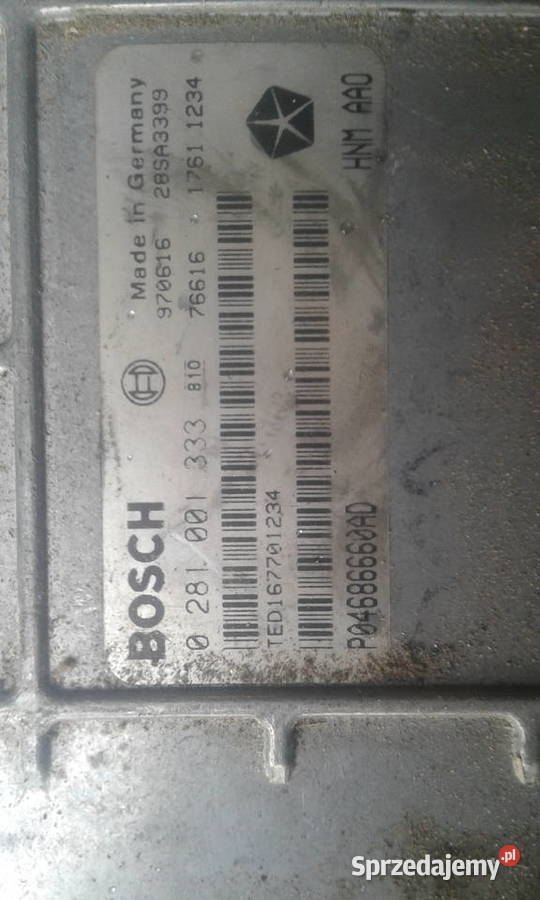 BOSCH
Made in Germany
0 281 001 333
970616
28SA3399
810
76616
1761 1234
TED167701234
P04686660AD
HNM AAO
Sprzedajemy.pl